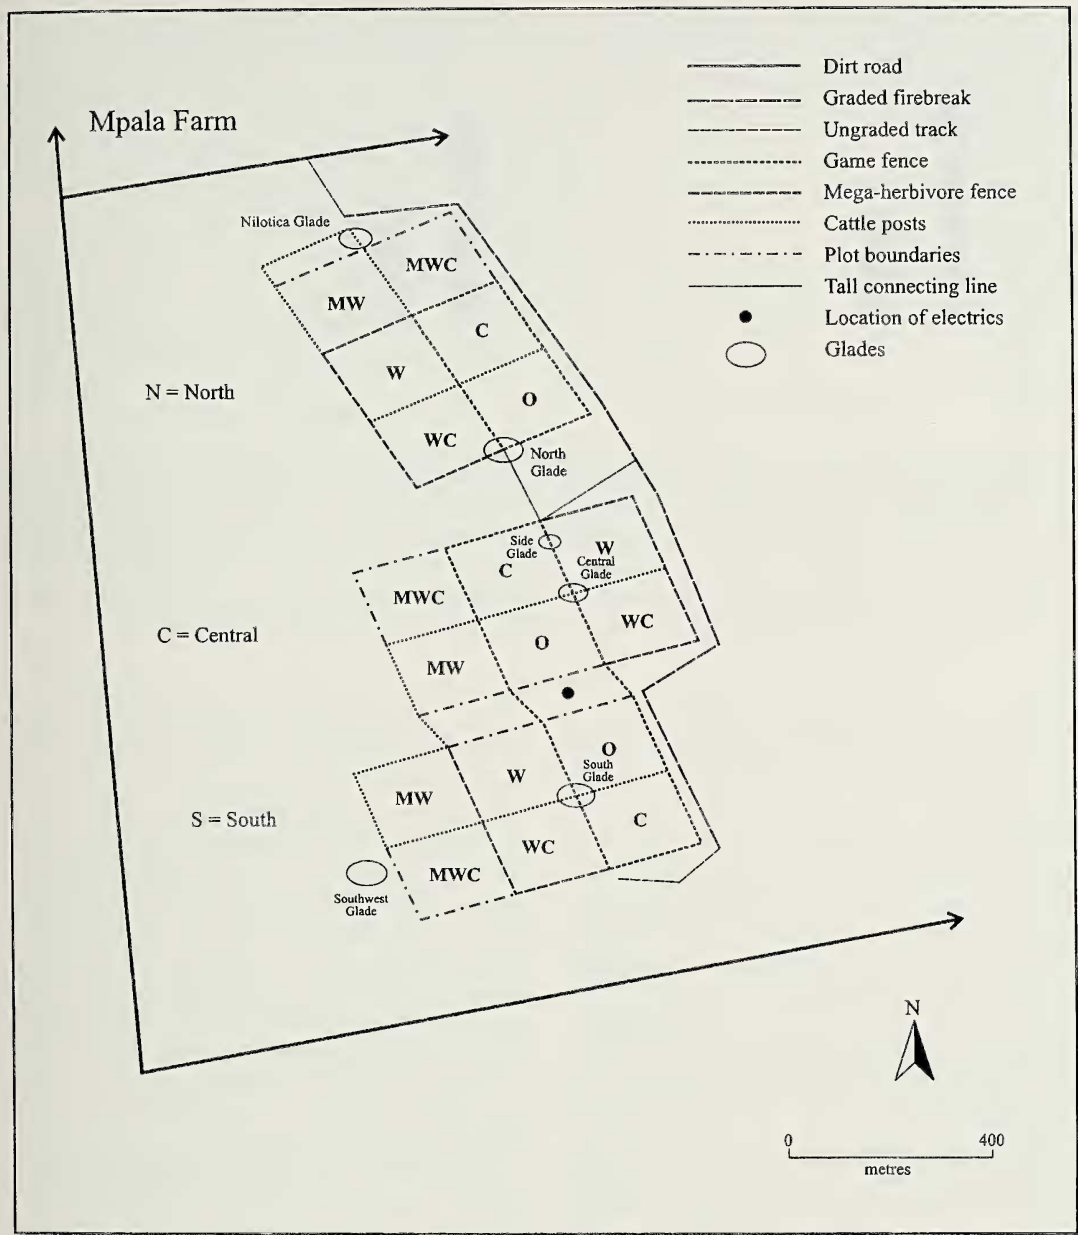 Mpala Farm
Dirt road
Graded firebreak
Ungraded track
Game fence
Mega-herbivore fence
Cattle posts
Plot boundaries
Tall connecting line
Location of electrics
Glades
Nilotica Glade
MWC
MW
C
W
O
WC
N = North
North
Glade
Side
Glade
W
C
Central
Glade
MWC
WC
O
MW
C = Central
O
South
Glade
W
MW
C
WC
MWC
S = South
Southwest
Glade
N
0 400
metres